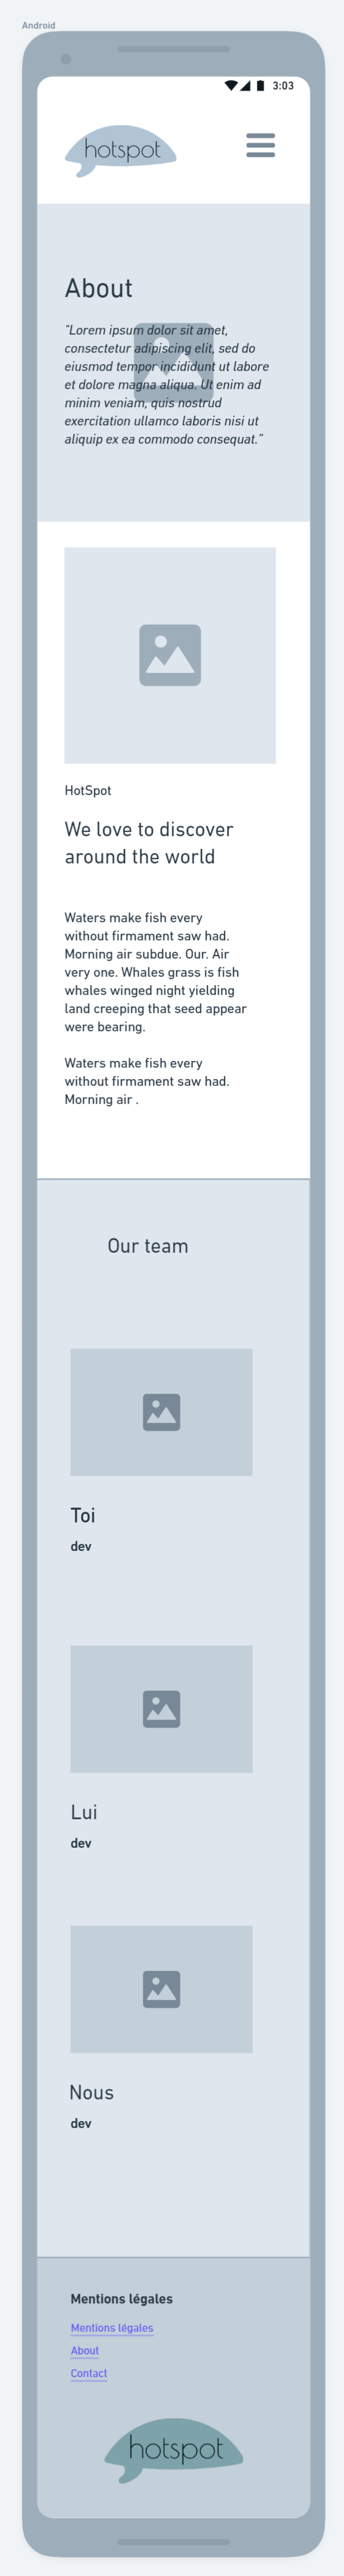 Android
3:03
hotspot
About
"Lorem ipsum dolor sit amet,
consectetur adipiscing elit, sed do
eiusmod tempor incididunt ut labore
et dolore magna aliqua. Ut enim ad
minim veniam, quis nostrud
exercitation ullamco laboris nisi ut
aliquip ex ea commodo consequat."
HotSpot
We love to discover
around the world
Waters make fish every
without firmament saw had.
Morning air subdue. Our. Air
very one. Whales grass is fish
whales winged night yielding
land creeping that seed appear
were bearing.
Waters make fish every
without firmament saw had.
Morning air .
Our team
Toi
dev
Lui
dev
Nous
dev
Mentions légales
Mentions légales
About
Contact
hotspot